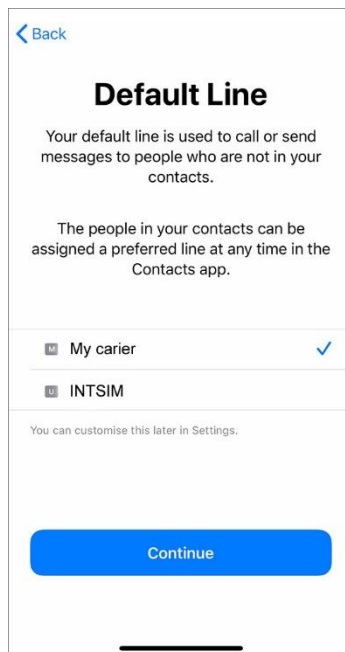 Back
Default Line
Your default line is used to call or send
messages to people who are not in your
contacts.
The people in your contacts can be
assigned a preferred line at any time in the
Contacts app.
M My carier
U INTSIM
You can customise this later in Settings.
Continue